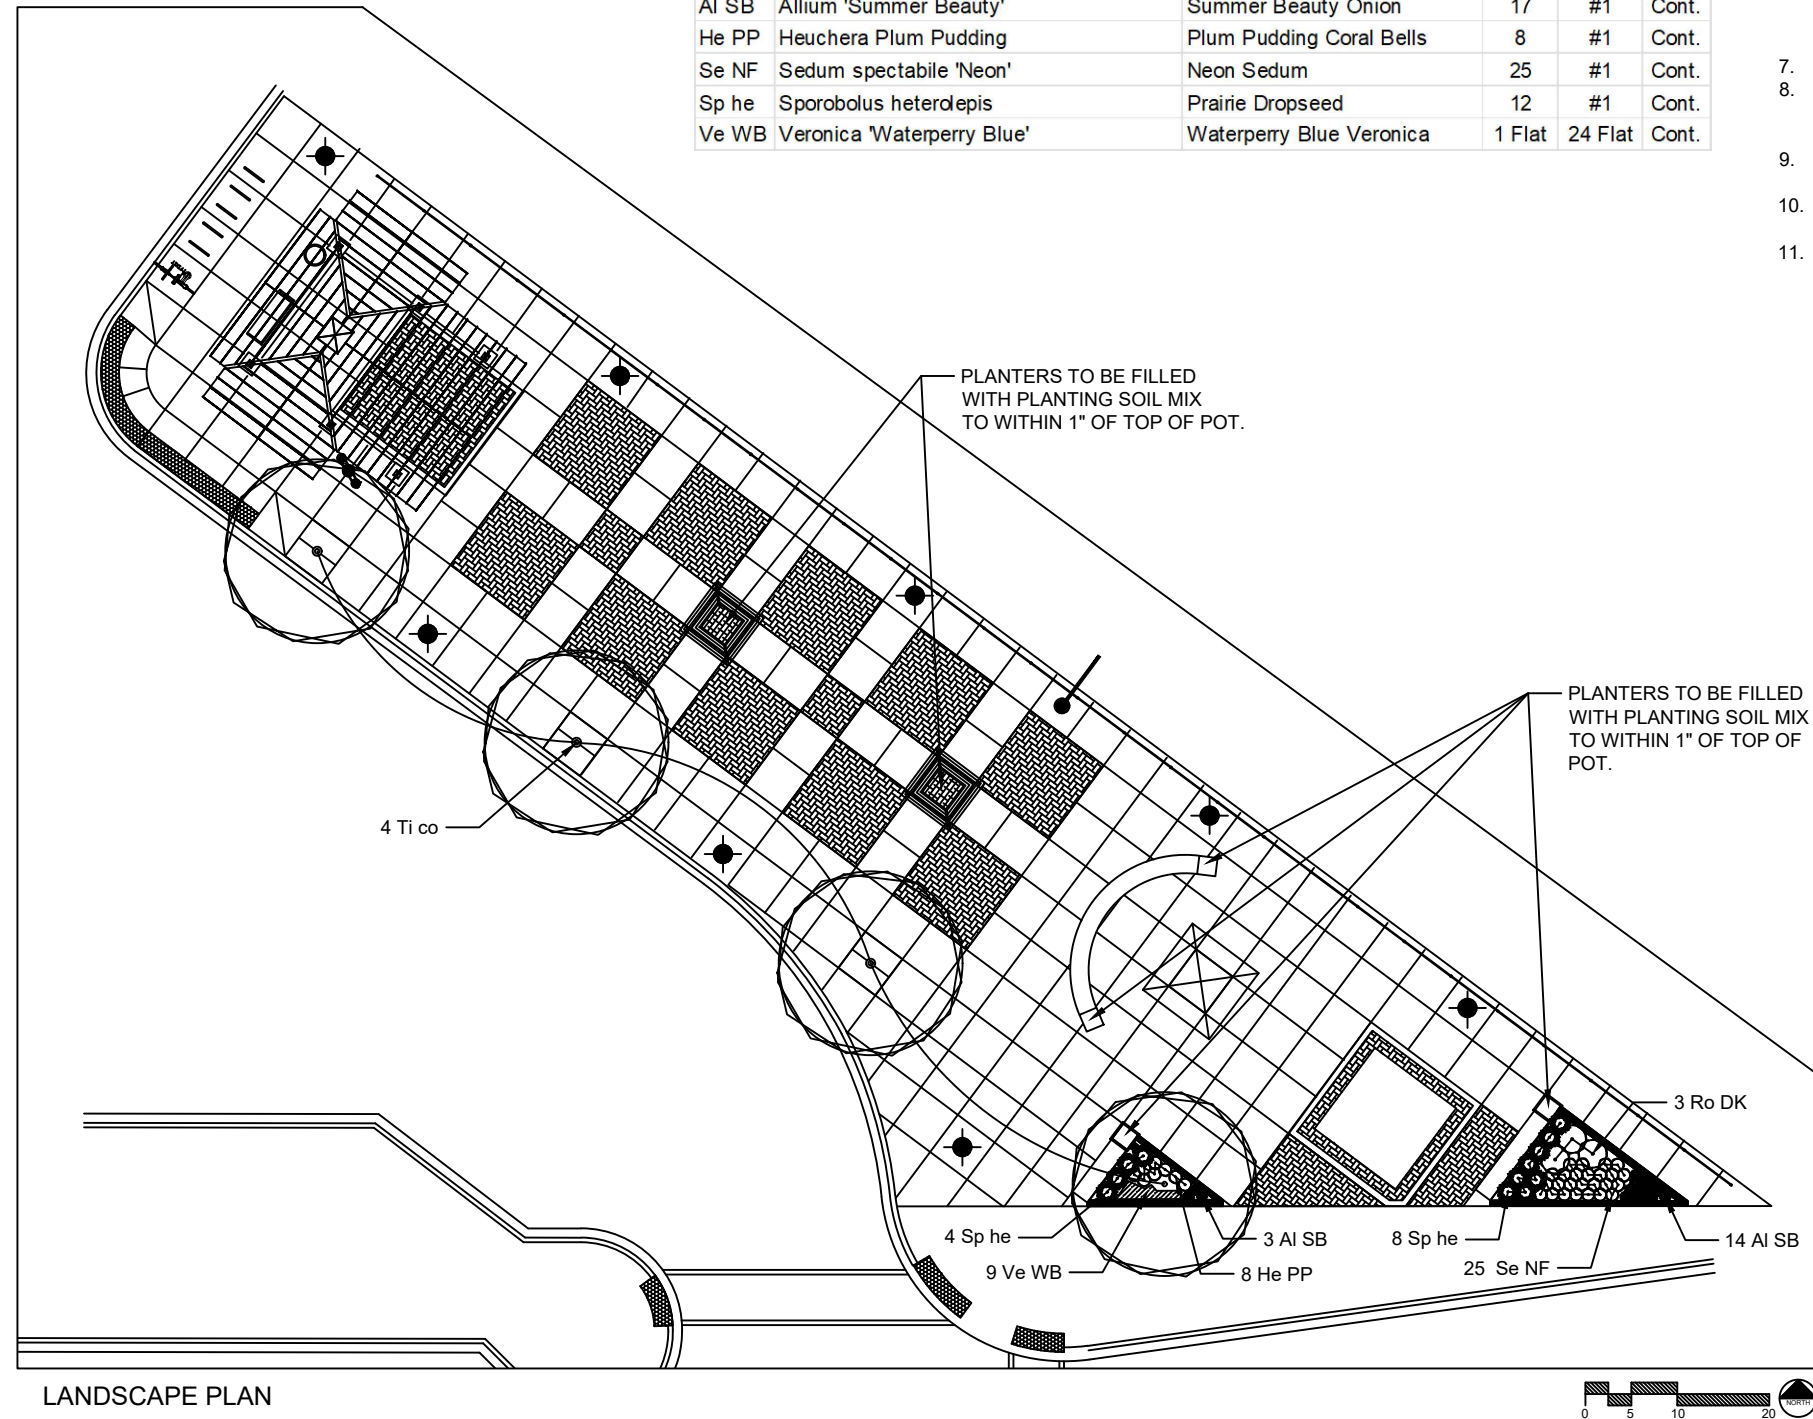 Al SB Allium 'Summer Beauty' Summer Beauty Onion 17 #1 Cont.
He PP Heuchera Plum Pudding Plum Pudding Coral Bells 8 #1 Cont.
Se NF Sedum spectabile 'Neon' Neon Sedum 25 #1 Cont.
Sp he Sporobolus heterolepis Prairie Dropseed 12 #1 Cont.
Ve WB Veronica 'Waterperry Blue' Waterperry Blue Veronica 1 Flat 24 Flat Cont.
7.
8.
9.
10.
11.
PLANTERS TO BE FILLED
WITH PLANTING SOIL MIX
TO WITHIN 1" OF TOP OF POT.
PLANTERS TO BE FILLED
WITH PLANTING SOIL MIX
TO WITHIN 1" OF TOP OF
POT.
4 Ti co
3 Ro DK
4 Sp he
3 Al SB
8 Sp he
14 Al SB
9 Ve WB
8 He PP
25 Se NF
LANDSCAPE PLAN
0 5 10 20
NORTH